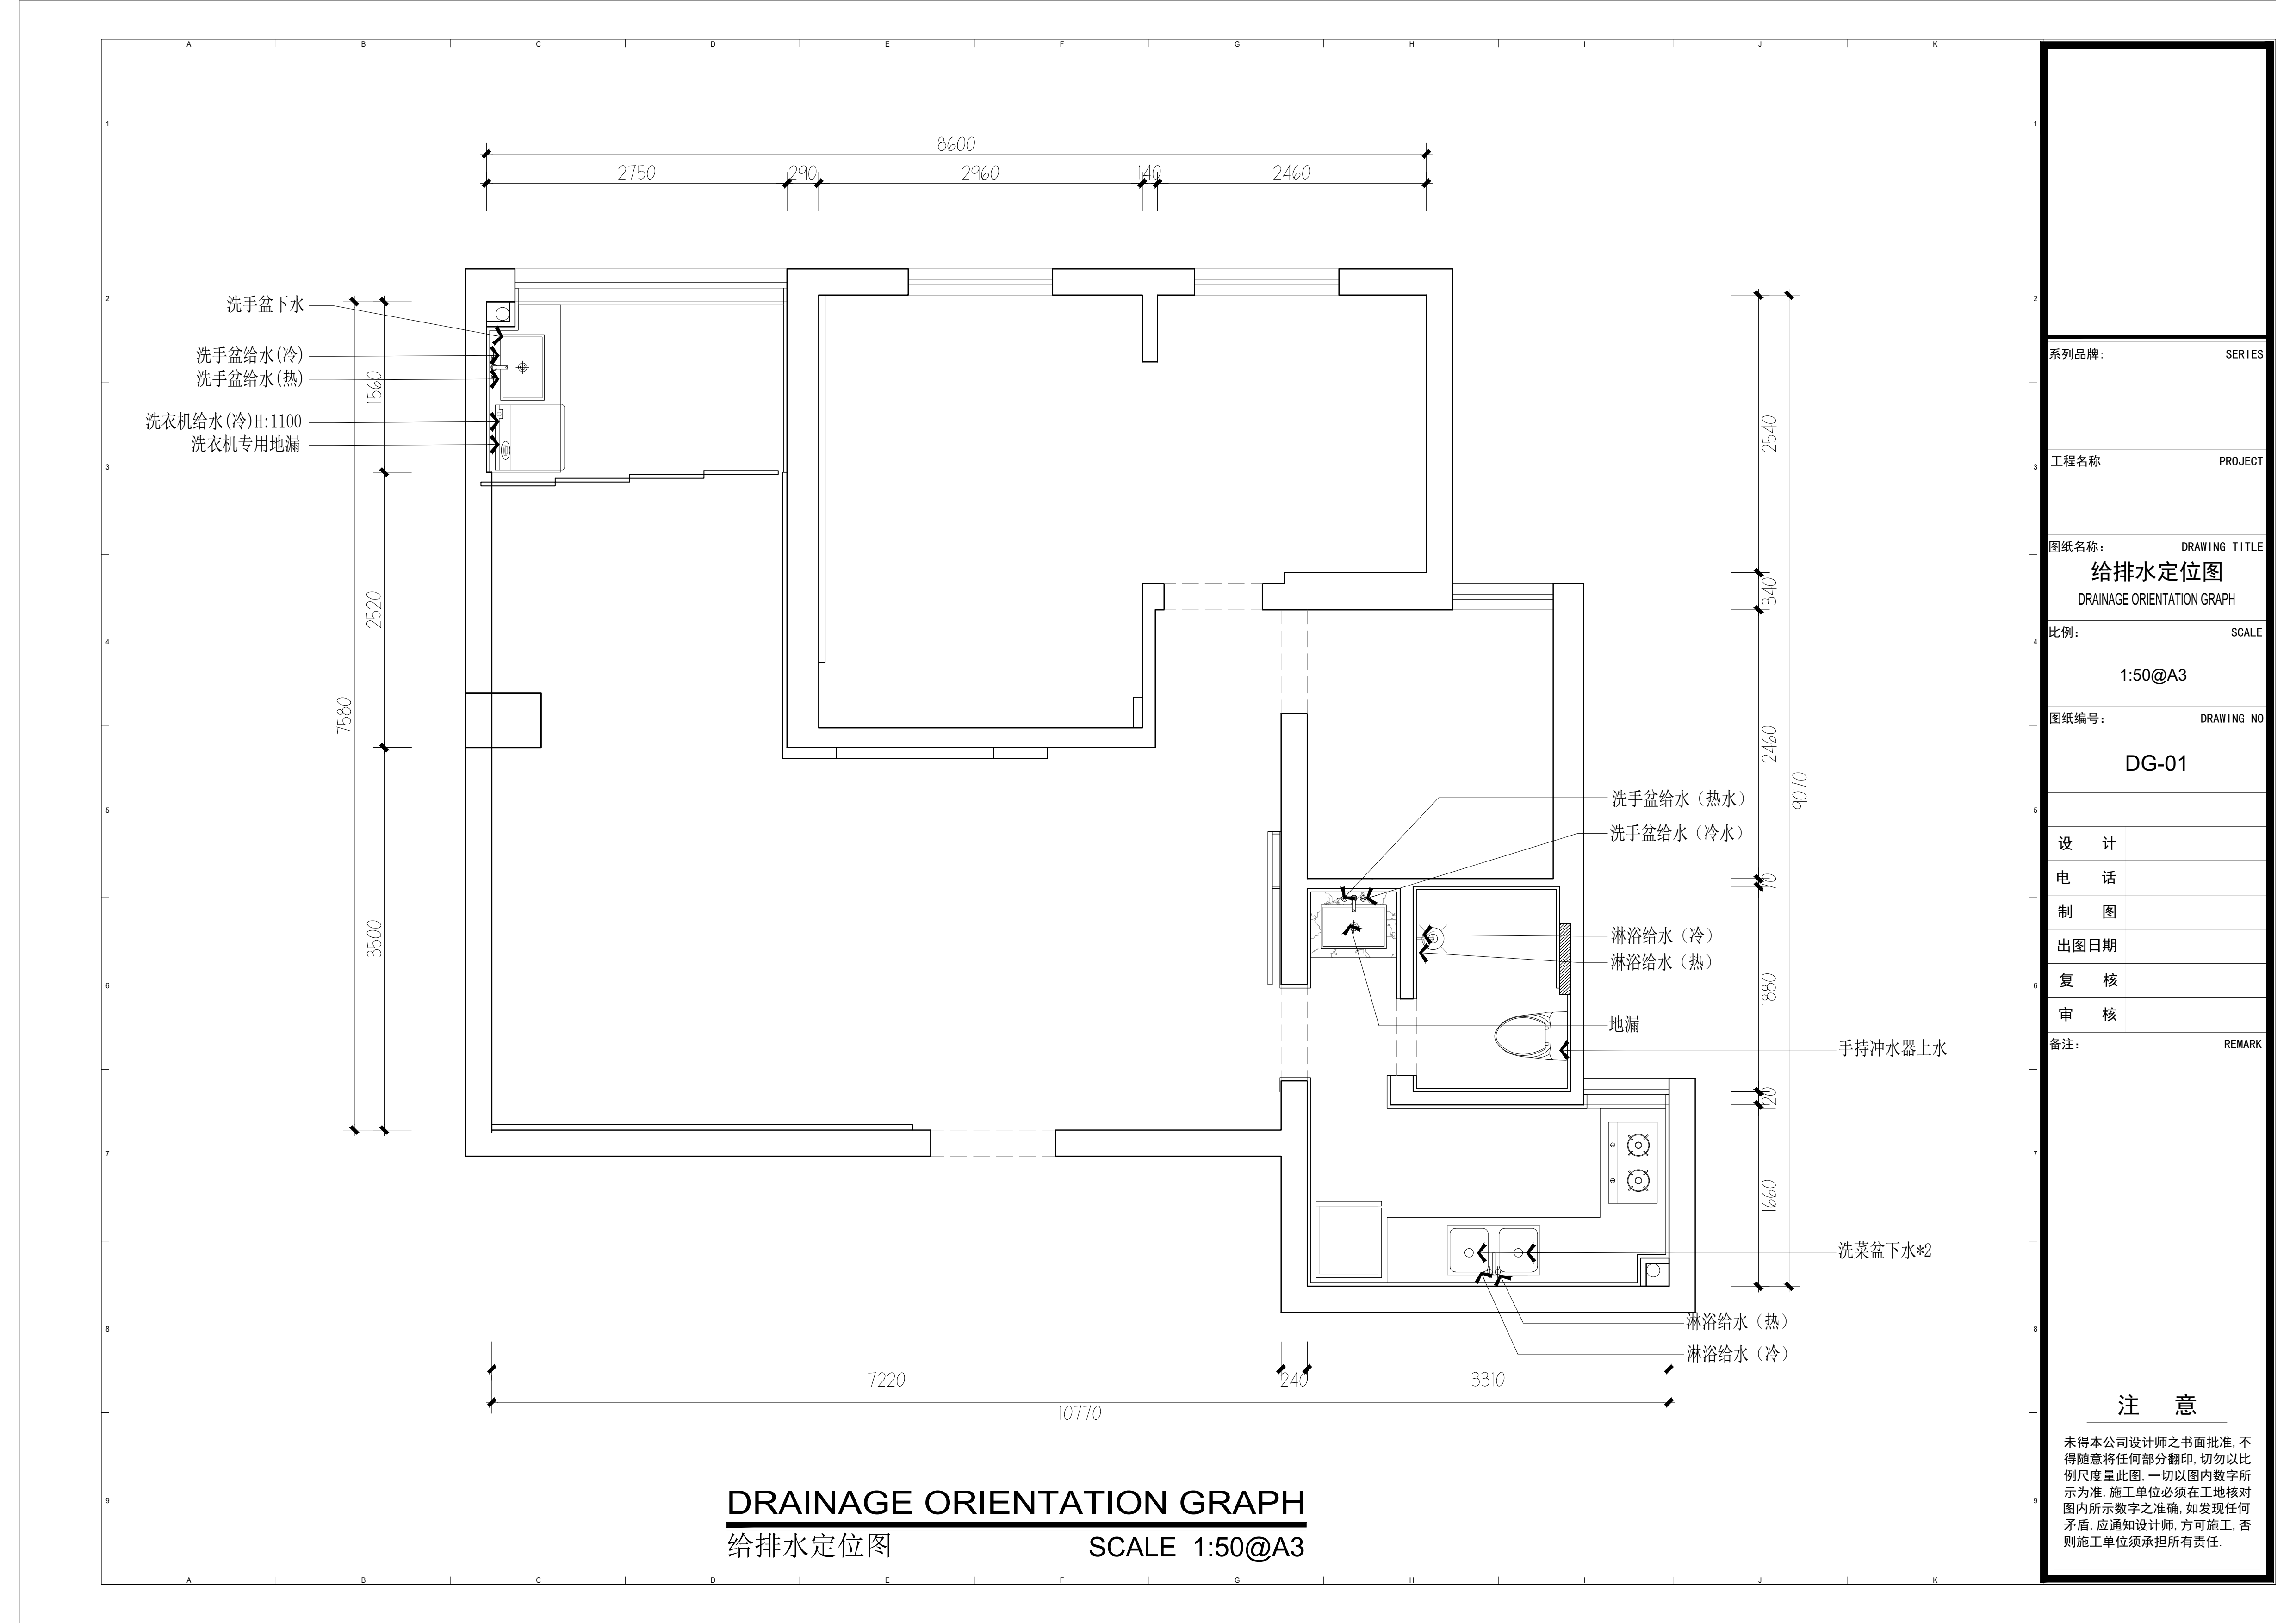 A B C D E F G H I J K
1
2
3
4
5
6
7
8
9
1
2
3
4
5
6
7
8
9
8600
2750 290 2960 140 2460
洗手盆下水
洗手盆给水(冷)
洗手盆给水(热)
洗衣机给水(冷)H:1100
洗衣机专用地漏
1560
2520
7580
3500
2540
340
2460
9070
70
1880
120
1660
洗手盆给水（热水）
洗手盆给水（冷水）
淋浴给水（冷）
淋浴给水（热）
地漏
手持冲水器上水
洗菜盆下水*2
淋浴给水（热）
淋浴给水（冷）
7220 240 3310
10770
DRAINAGE ORIENTATION GRAPH
给排水定位图 SCALE 1:50@A3
A B C D E F G H I J K
系列品牌: SERIES
工程名称 PROJECT
图纸名称: DRAWING TITLE
给排水定位图
DRAINAGE ORIENTATION GRAPH
比例: SCALE
1:50@A3
图纸编号: DRAWING NO
DG-01
设 计
电 话
制 图
出图日期
复 核
审 核
备注: REMARK
注 意
未得本公司设计师之书面批准,不
得随意将任何部分翻印,切勿以比
例尺度量此图,一切以图内数字所
示为准.施工单位必须在工地核对
图内所示数字之准确,如发现任何
矛盾,应通知设计师,方可施工,否
则施工单位须承担所有责任.